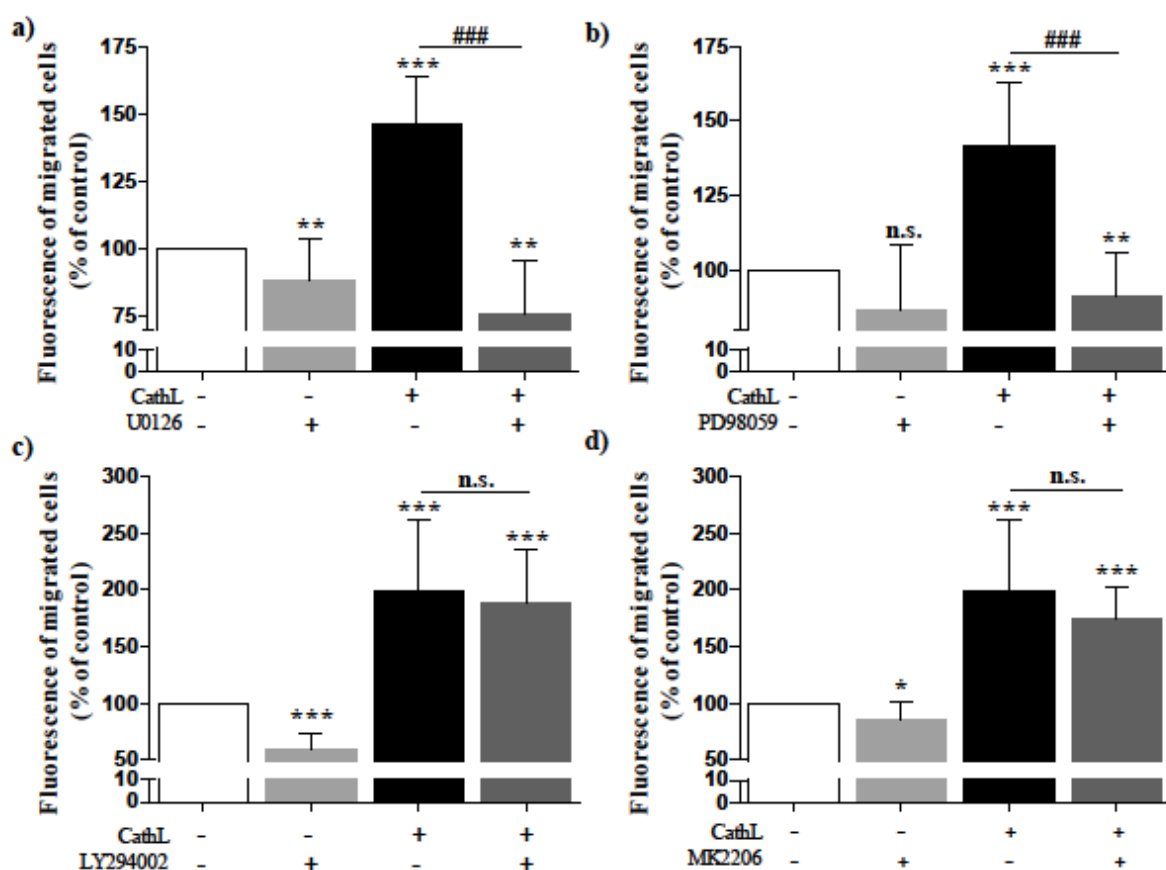 a)
Fluorescence of migrated cells
(% of control)
175
150
125
100
75
10
0
**
***
**
###
CathL - - + +
U0126 - + - +
b)
Fluorescence of migrated cells
(% of control)
175
150
125
100
10
0
n.s.
***
**
###
CathL - - + +
PD98059 - + - +
c)
Fluorescence of migrated cells
(% of control)
300
250
200
150
100
50
10
0
***
***
***
n.s.
CathL - - + +
LY294002 - + - +
d)
Fluorescence of migrated cells
(% of control)
300
250
200
150
100
50
10
0
*
***
***
n.s.
CathL - - + +
MK2206 - + - +